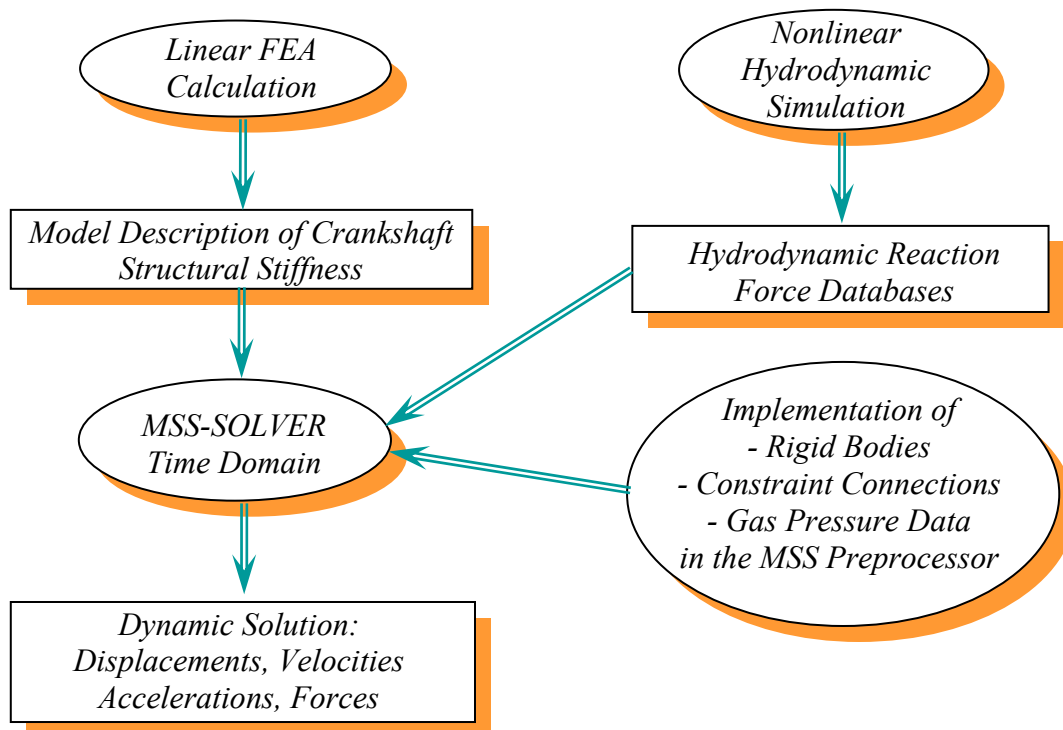 Linear FEA
Calculation
Nonlinear
Hydrodynamic
Simulation
Model Description of Crankshaft
Structural Stiffness
Hydrodynamic Reaction
Force Databases
MSS-SOLVER
Time Domain
Implementation of
- Rigid Bodies
- Constraint Connections
- Gas Pressure Data
in the MSS Preprocessor
Dynamic Solution:
Displacements, Velocities
Accelerations, Forces